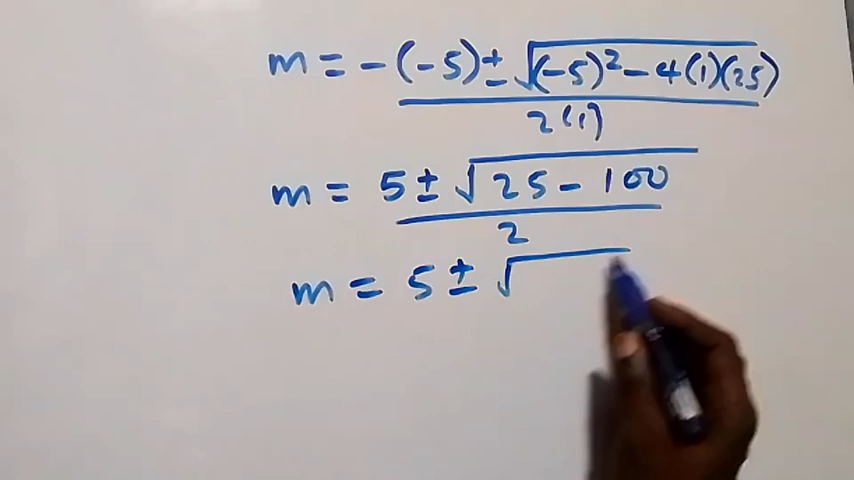 m = -(-5) ± √(-5)² - 4(1)(25)
2(1)
m = 5 ± √25 - 100
2
m = 5 ± √